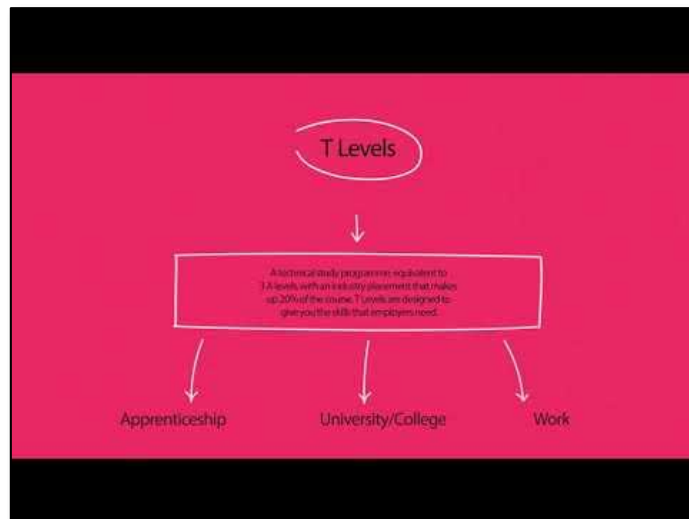 T Levels
A technical study programme, equivalent to
3 A levels, with an industry placement that makes
up 20% of the course. T Levels are designed to
give you the skills that employers need.
Apprenticeship
University/College
Work